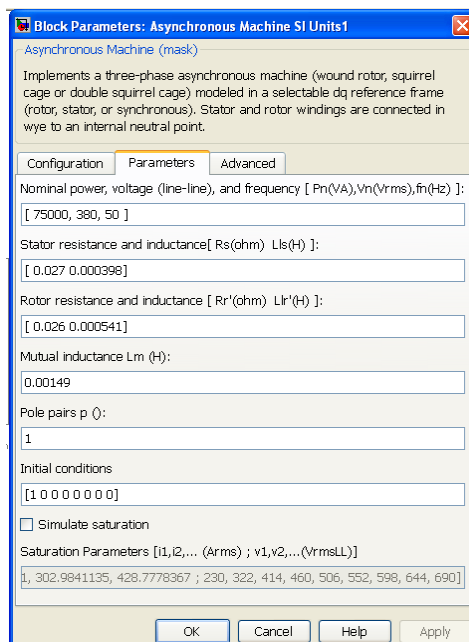 Block Parameters: Asynchronous Machine SI Units1
Asynchronous Machine (mask)
Implements a three-phase asynchronous machine (wound rotor, squirrel
cage or double squirrel cage) modeled in a selectable dq reference frame
(rotor, stator, or synchronous). Stator and rotor windings are connected in
wye to an internal neutral point.
Configuration Parameters Advanced
Nominal power, voltage (line-line), and frequency [ Pn(VA),Vn(Vrms),fn(Hz) ]:
[ 75000, 380, 50 ]
Stator resistance and inductance[ Rs(ohm) Lls(H) ]:
[ 0.027 0.000398]
Rotor resistance and inductance [ Rr'(ohm) Llr'(H) ]:
[ 0.026 0.000541]
Mutual inductance Lm (H):
0.00149
Pole pairs p ():
1
Initial conditions
[1 0 0 0 0 0 0 0]
Simulate saturation
Saturation Parameters [i1,i2,... (Arms) ; v1,v2,...(VrmsLL)]
1, 302.9841135, 428.7778367 ; 230, 322, 414, 460, 506, 552, 598, 644, 690]
OK Cancel Help Apply